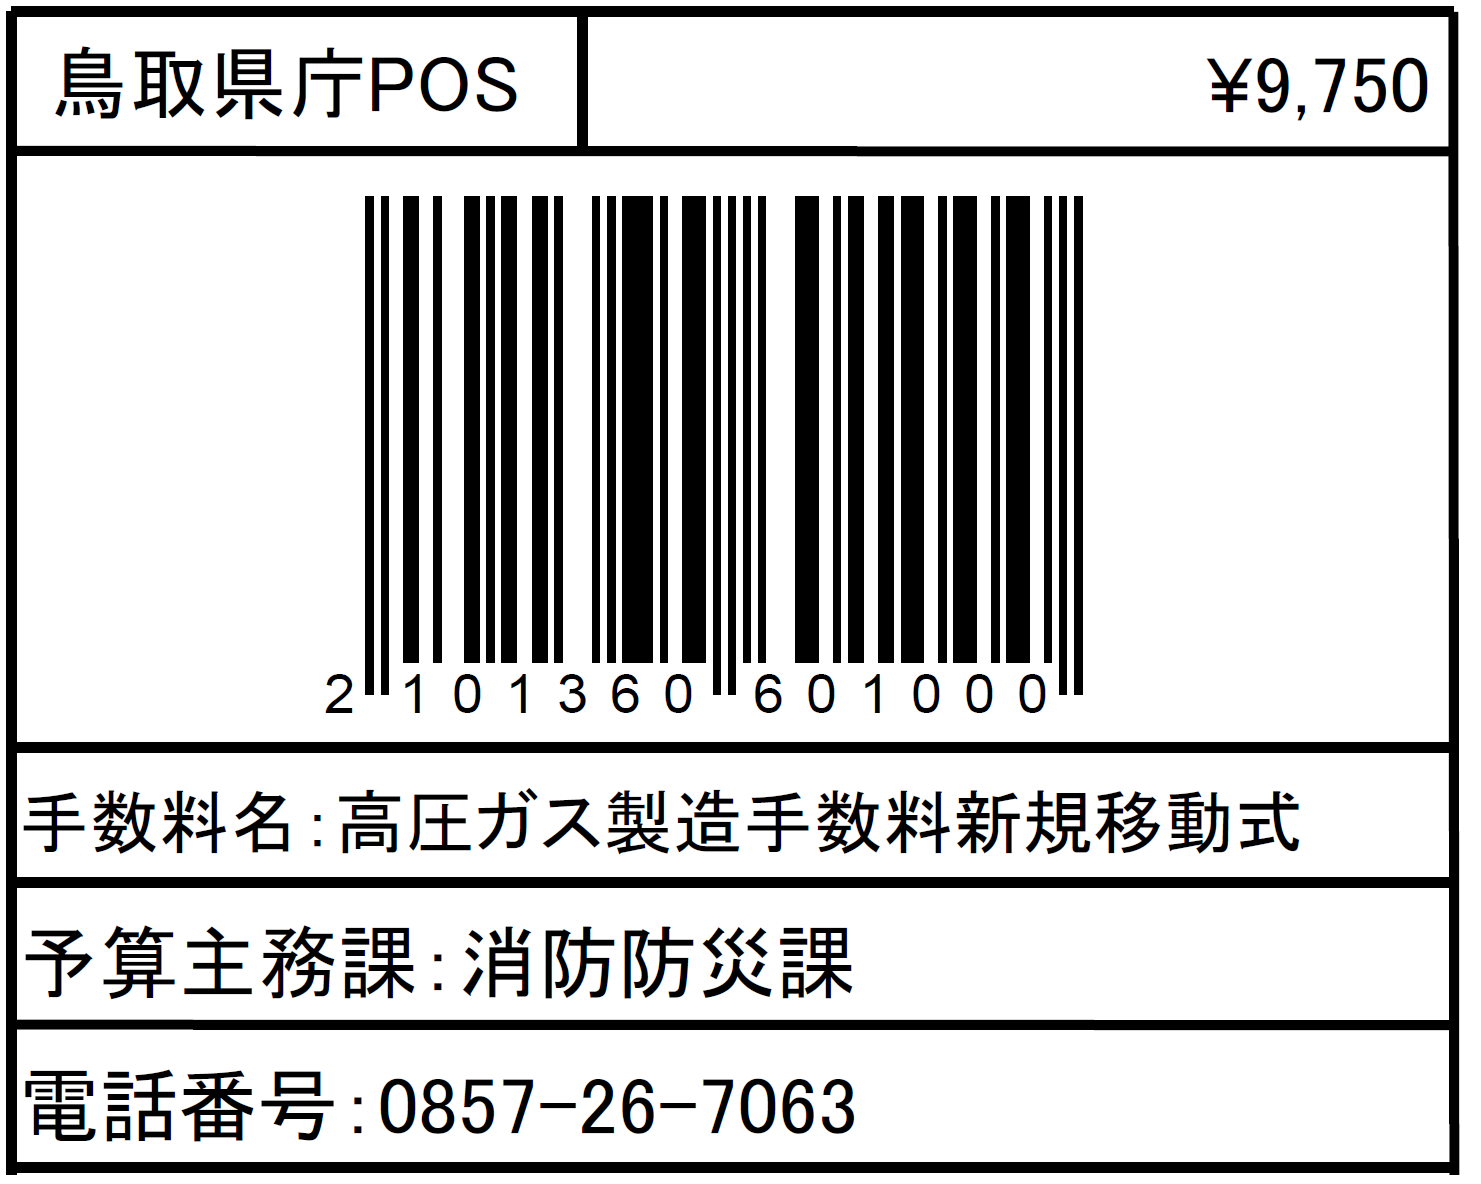 鳥取県庁POS
¥9,750
2 101360 601000
手数料名：高圧ガス製造手数料新規移動式
予算主務課：消防防災課
電話番号：0857-26-7063